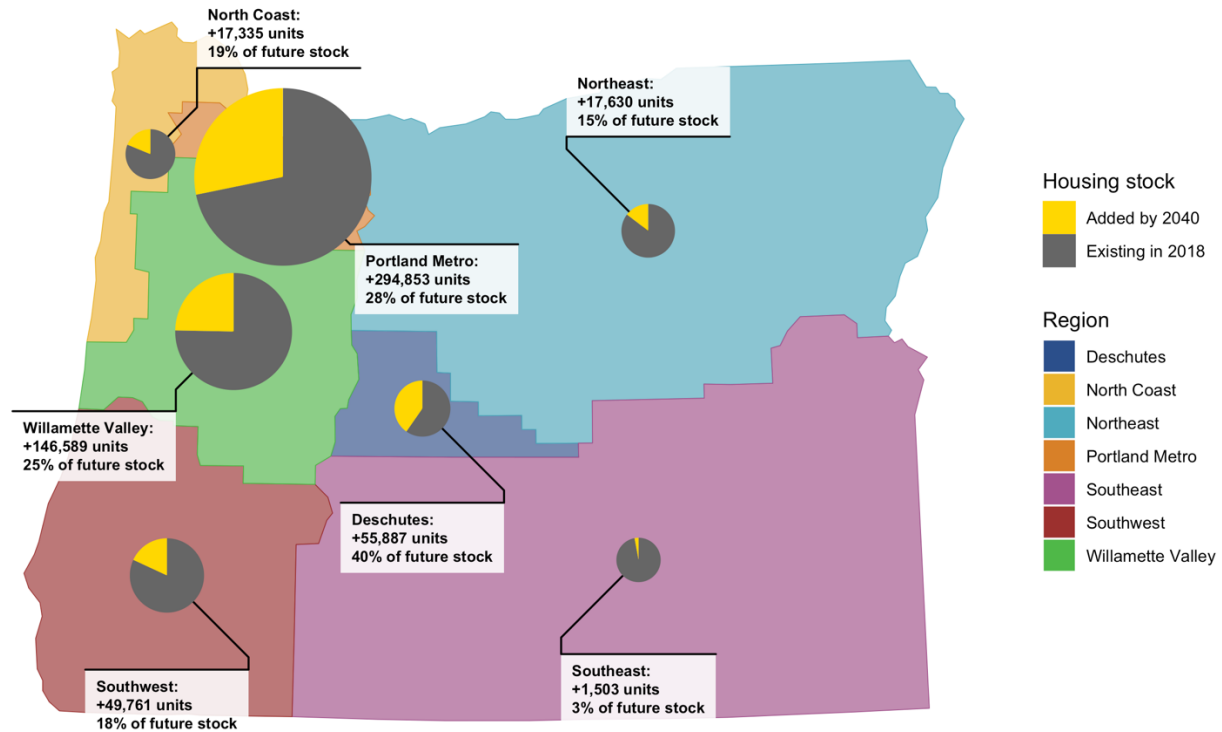 North Coast:
+17,335 units
19% of future stock
Northeast:
+17,630 units
15% of future stock
Portland Metro:
+294,853 units
28% of future stock
Willamette Valley:
+146,589 units
25% of future stock
Deschutes:
+55,887 units
40% of future stock
Southwest:
+49,761 units
18% of future stock
Southeast:
+1,503 units
3% of future stock
Housing stock
Added by 2040
Existing in 2018
Region
Deschutes
North Coast
Northeast
Portland Metro
Southeast
Southwest
Willamette Valley